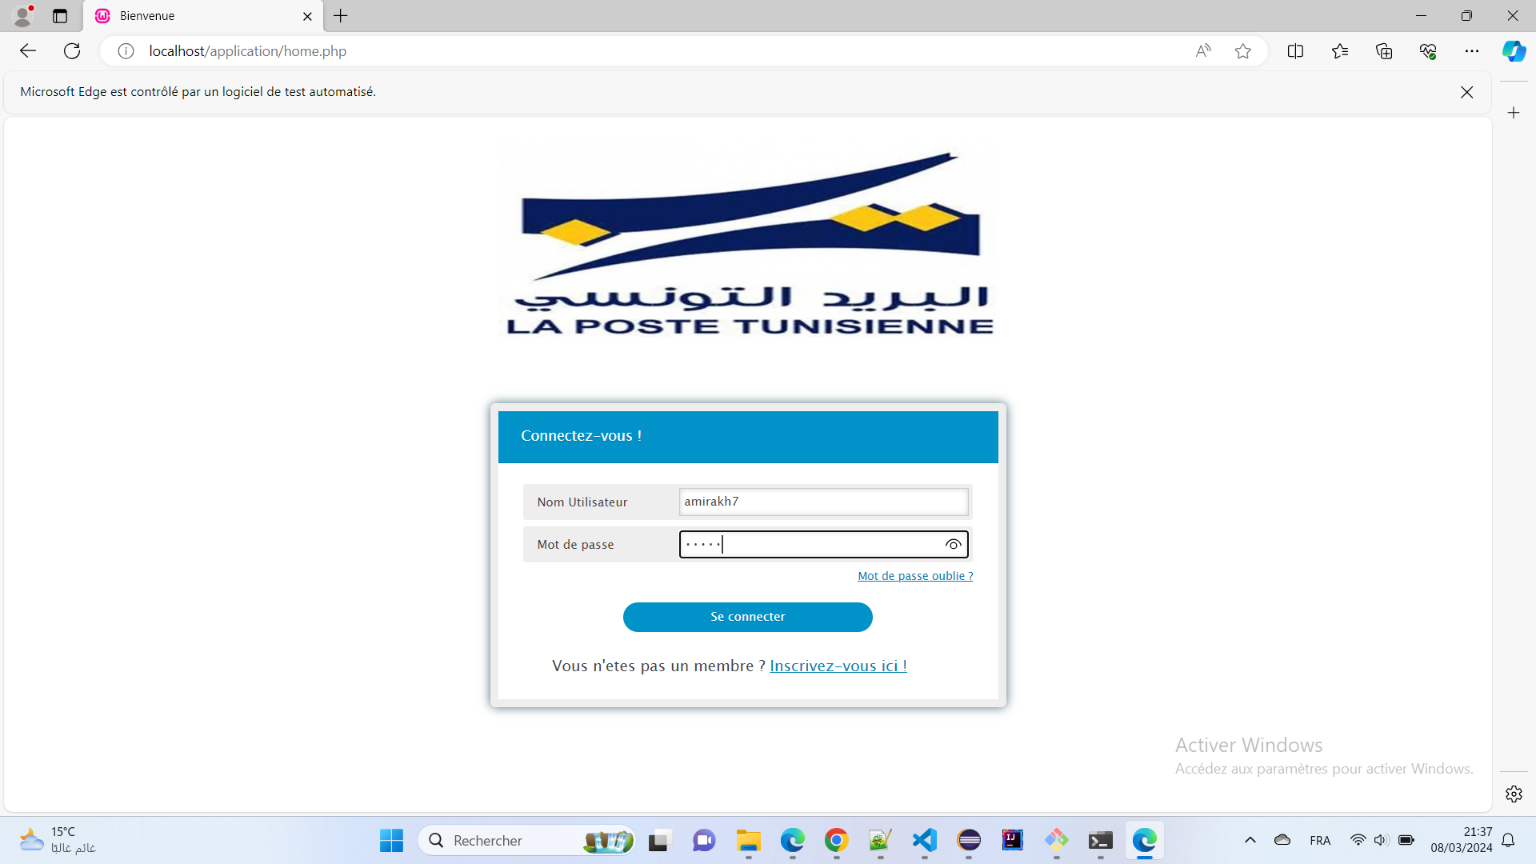 Bienvenue
localhost/application/home.php
Microsoft Edge est contrôlé par un logiciel de test automatisé.
البريد التونسي
LA POSTE TUNISIENNE
Connectez-vous !
Nom Utilisateur
amirakh7
Mot de passe
Mot de passe oublie ?
Se connecter
Vous n'etes pas un membre ? Inscrivez-vous ici !
Activer Windows
Accédez aux paramètres pour activer Windows.
15°C
غائم غالبًا
Rechercher
FRA
21:37
08/03/2024